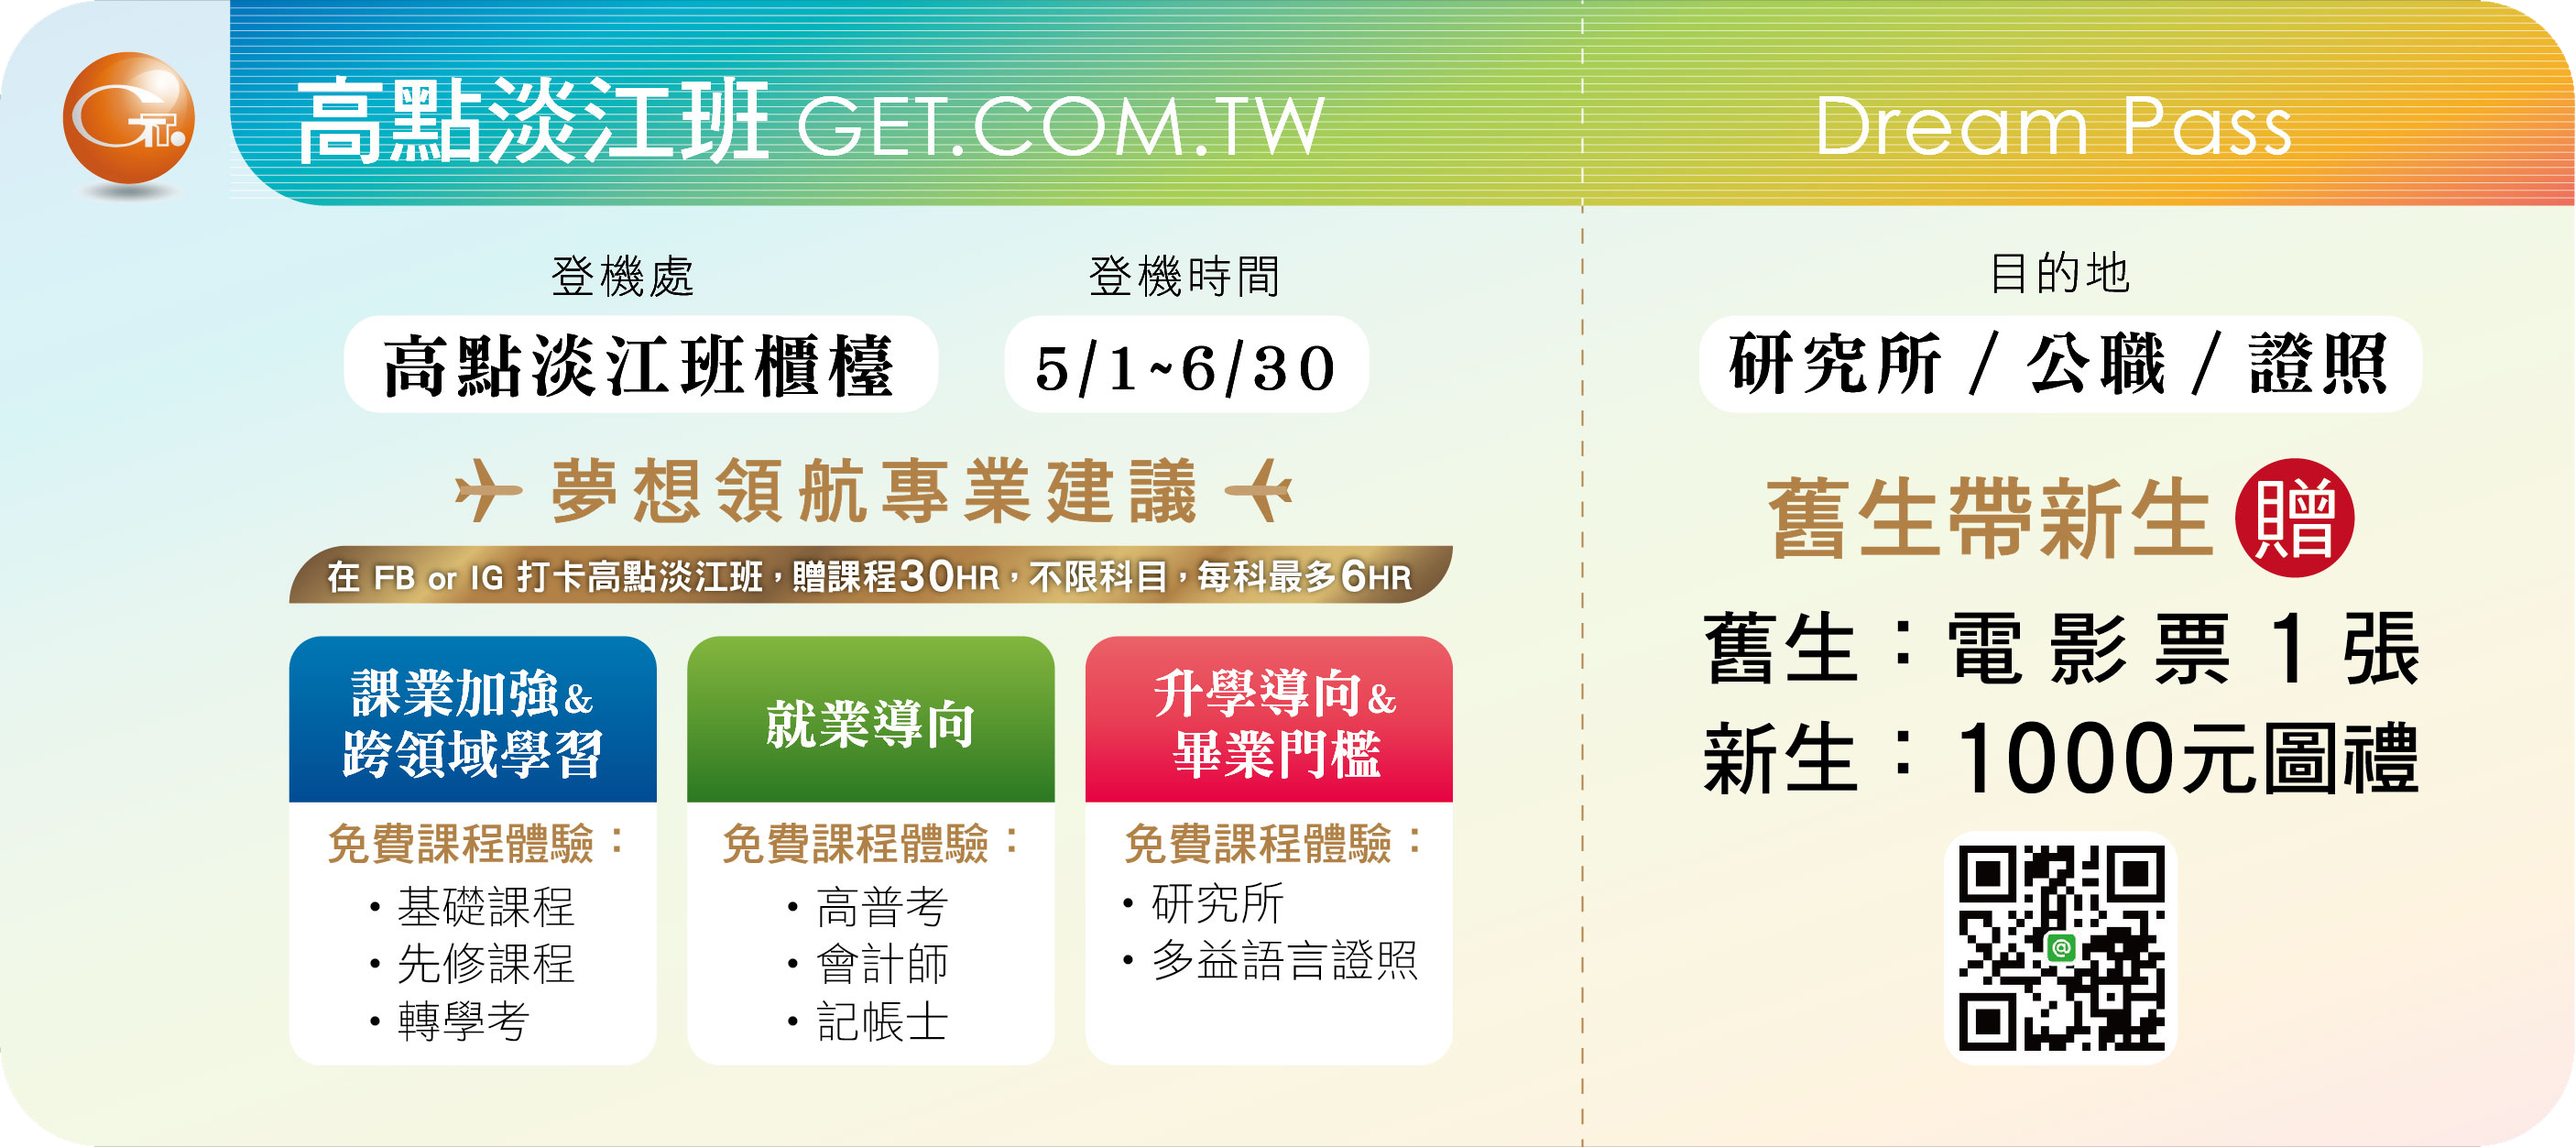 高點淡江班 GET.COM.TW
登機處
高點淡江班櫃檯
登機時間
5/1~6/30
夢想領航專業建議
在 FB or IG 打卡高點淡江班，贈課程30HR，不限科目，每科最多6HR
課業加強&
跨領域學習
免費課程體驗：
・基礎課程
・先修課程
・轉學考
就業導向
免費課程體驗：
・高普考
・會計師
・記帳士
升學導向&
畢業門檻
免費課程體驗：
・研究所
・多益語言證照
Dream Pass
目的地
研究所 / 公職 / 證照
舊生帶新生 贈
舊生：電影票1張
新生：1000元圖禮
@